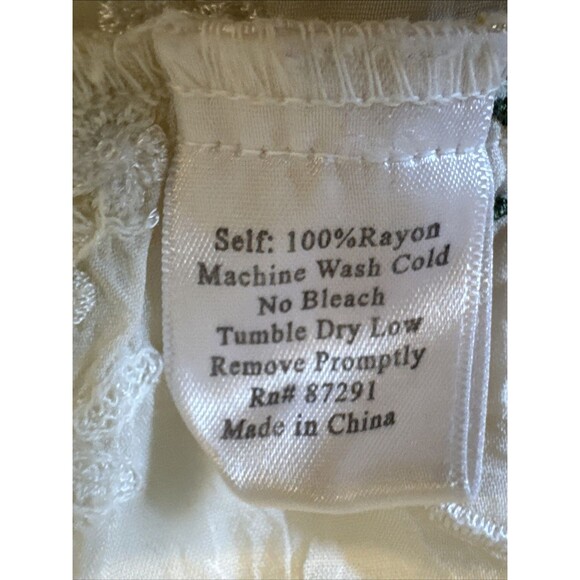 Self: 100%Rayon
Machine Wash Cold
No Bleach
Tumble Dry Low
Remove Promptly
Rn# 87291
Made in China